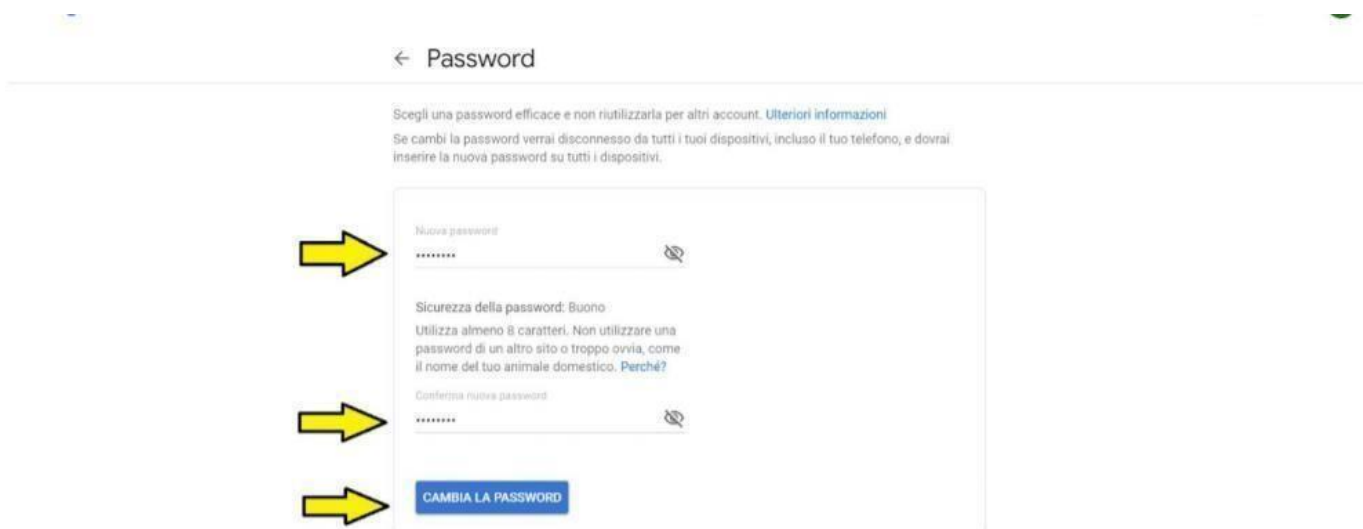 Password
Scegli una password efficace e non riutilizzarla per altri account. Ulteriori informazioni
Se cambi la password verrai disconnesso da tutti i tuoi dispositivi, incluso il tuo telefono, e dovrai
inserire la nuova password su tutti i dispositivi.
Nuova password
••••••••
Sicurezza della password: Buono
Utilizza almeno 8 caratteri. Non utilizzare una
password di un altro sito o troppo ovvia, come
il nome del tuo animale domestico. Perché?
Conferma nuova password
••••••••
CAMBIA LA PASSWORD